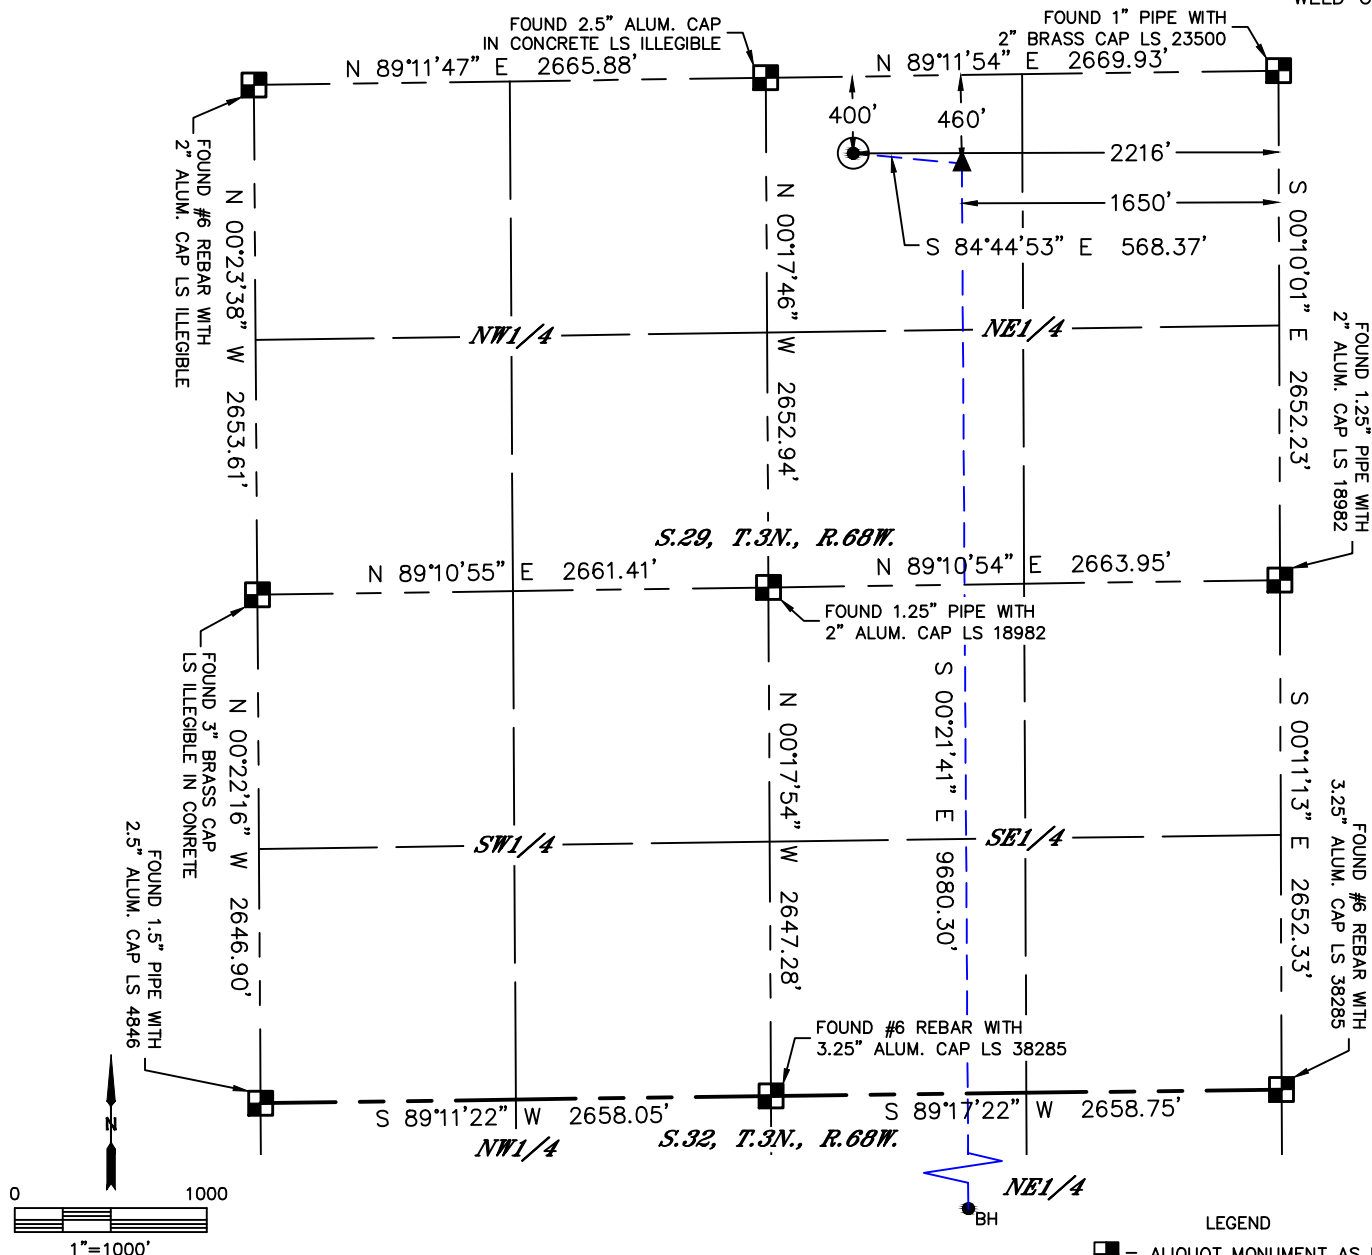 FOUND 2.5" ALUM. CAP
IN CONCRETE LS ILLEGIBLE
FOUND 1" PIPE WITH
2" BRASS CAP LS 23500
N 89°11'47" E 2665.88'
N 89°11'54" E 2669.93'
400'
460'
2216'
1650'
S 84°44'53" E 568.37'
FOUND #6 REBAR WITH
2" ALUM. CAP LS ILLEGIBLE
N 00°23'38" W 2653.61'
N 00°17'46" W 2652.94'
S 00°10'01" E 2652.23'
FOUND 1.25" PIPE WITH
2" ALUM. CAP LS 18982
NW1/4
NE1/4
S.29, T.3N., R.68W.
N 89°10'55" E 2661.41'
N 89°10'54" E 2663.95'
FOUND 1.25" PIPE WITH
2" ALUM. CAP LS 18982
FOUND 3" BRASS CAP
LS ILLEGIBLE IN CONRETE
N 00°22'16" W 2646.90'
N 00°17'54" W 2647.28'
S 00°21'41" E 9680.30'
S 00°11'13" E 2652.33'
SW1/4
SE1/4
FOUND 1.5" PIPE WITH
2.5" ALUM. CAP LS 4846
FOUND #6 REBAR WITH
3.25" ALUM. CAP LS 38285
FOUND #6 REBAR WITH
3.25" ALUM. CAP LS 38285
S 89°11'22" W 2658.05'
S 89°17'22" W 2658.75'
S.32, T.3N., R.68W.
NW1/4
NE1/4
N
0 1000
1"=1000'
BH
LEGEND
= ALIQUOT MONUMENT AS